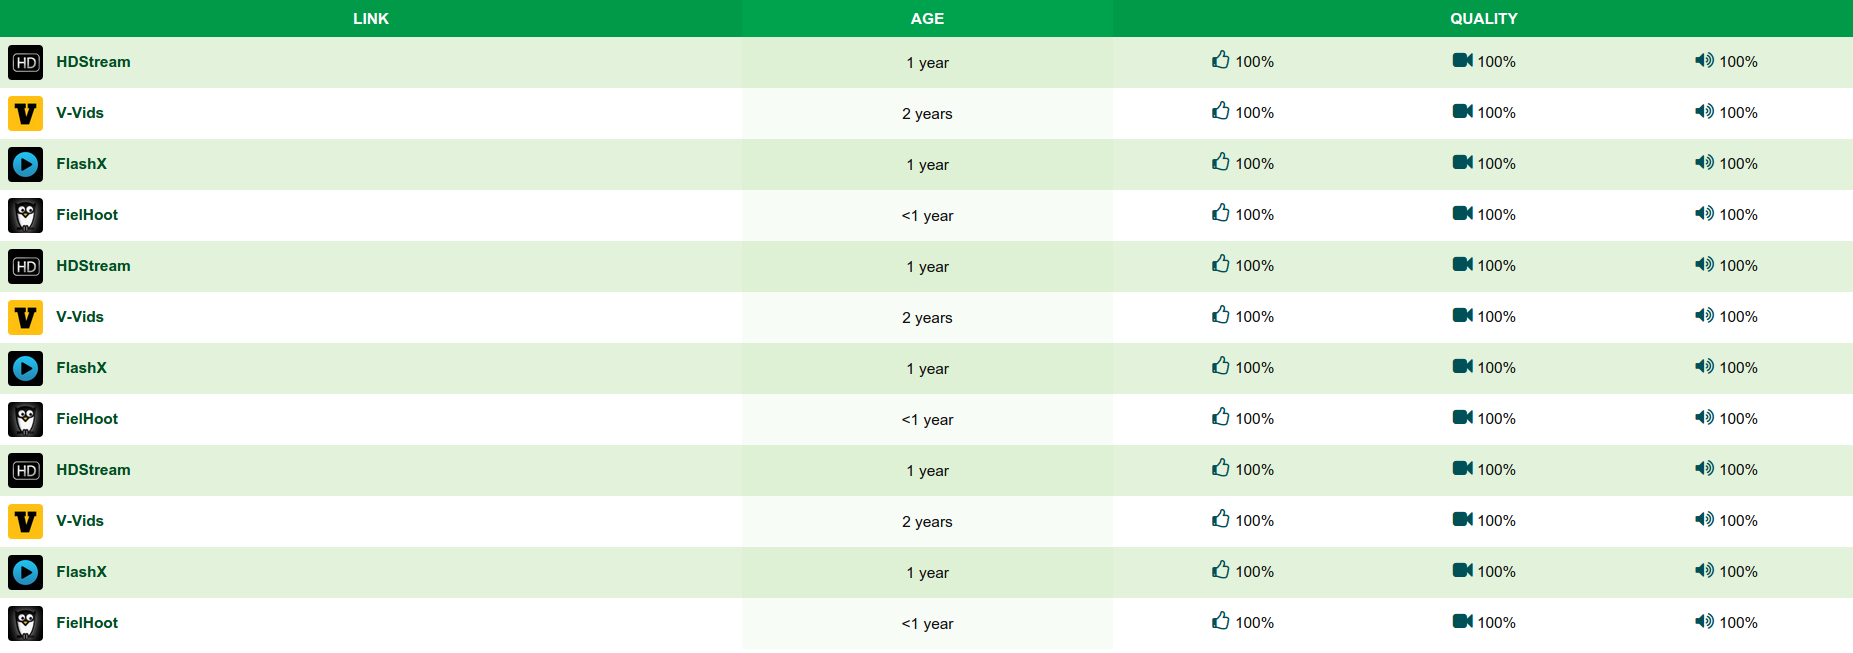 LINK AGE QUALITY
HD HDStream 1 year 100% 100% 100%
V V-Vids 2 years 100% 100% 100%
FlashX 1 year 100% 100% 100%
FielHoot <1 year 100% 100% 100%
HD HDStream 1 year 100% 100% 100%
V V-Vids 2 years 100% 100% 100%
FlashX 1 year 100% 100% 100%
FielHoot <1 year 100% 100% 100%
HD HDStream 1 year 100% 100% 100%
V V-Vids 2 years 100% 100% 100%
FlashX 1 year 100% 100% 100%
FielHoot <1 year 100% 100% 100%